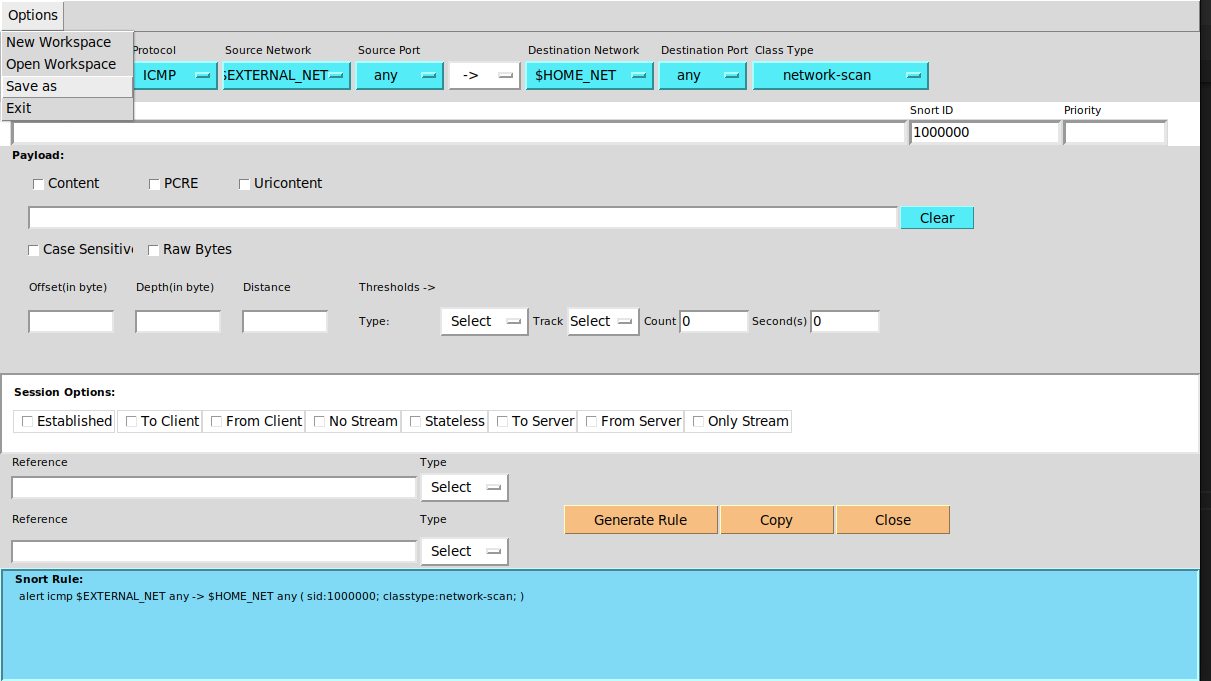 Options
New Workspace
Open Workspace
Save as
Exit
Protocol Source Network Source Port Destination Network Destination Port Class Type
ICMP $EXTERNAL_NET any -> $HOME_NET any network-scan
Snort ID Priority
1000000
Payload:
Content PCRE Uricontent
Clear
Case Sensitive Raw Bytes
Offset(in byte) Depth(in byte) Distance Thresholds ->
Type: Select Track Select Count 0 Second(s) 0
Session Options:
Established To Client From Client No Stream Stateless To Server From Server Only Stream
Reference Type
Select
Reference Type
Generate Rule Copy Close
Select
Snort Rule:
alert icmp $EXTERNAL_NET any -> $HOME_NET any ( sid:1000000; classtype:network-scan; )